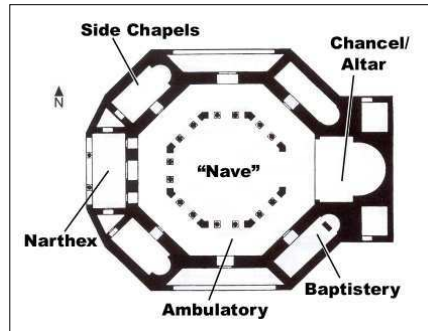 Side Chapels
Chancel/
Altar
N
“Nave”
Narthex
Baptistery
Ambulatory